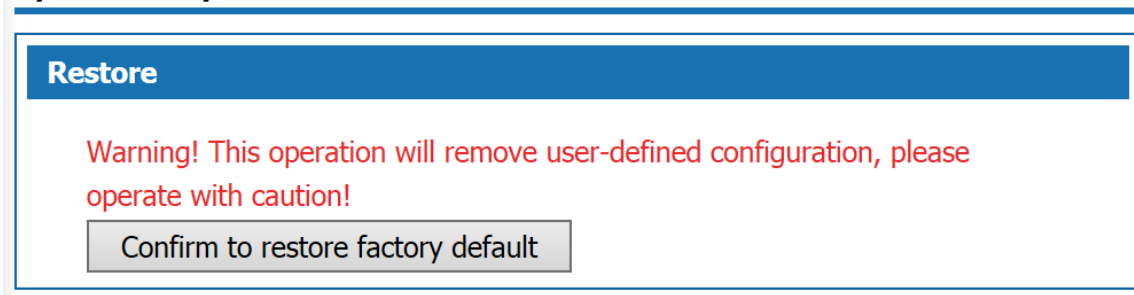 Restore
Warning! This operation will remove user-defined configuration, please
operate with caution!
Confirm to restore factory default